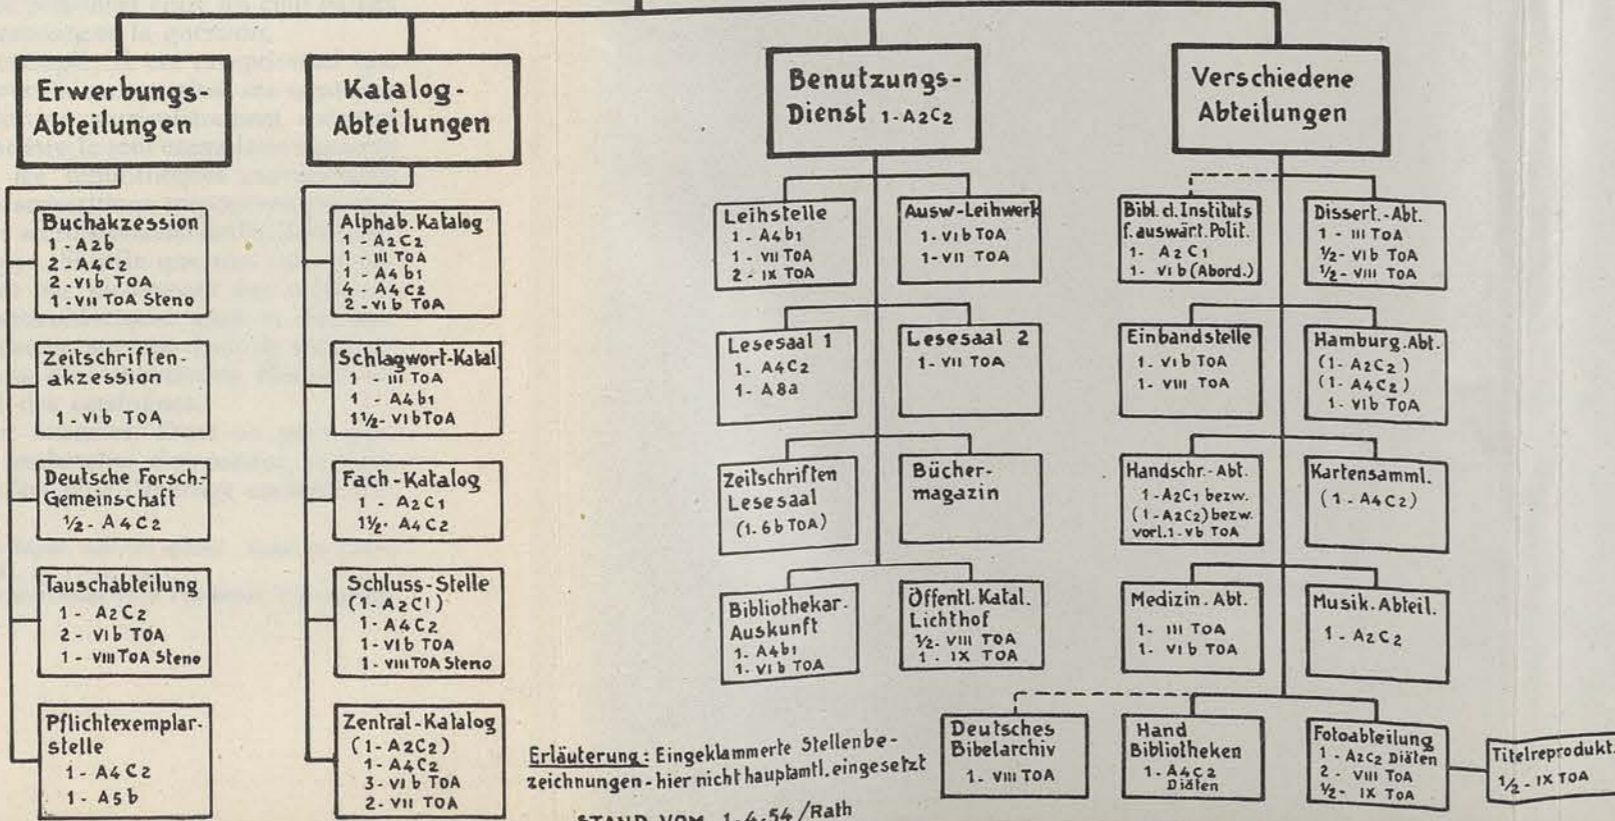 Erwerbungs-
Abteilungen
Buchakzession
1 - A2b
2 - A4C2
2 - VIb TOA
1 - VII TOA Steno
Zeitschriften-
akzession
1 - VIb TOA
Deutsche Forsch-
Gemeinschaft
½ - A4C2
Tauschabteilung
1 - A2C2
2 - VIb TOA
1 - VIII TOA Steno
Pflichtexemplar-
stelle
1 - A4C2
1 - A5b
Katalog-
Abteilungen
Alphab. Katalog
1 - A2C2
1 - III TOA
1 - A4b1
4 - A4C2
2 - VIb TOA
Schlagwort-Katal
1 - III TOA
1 - A4b1
1½- VIb TOA
Fach-Katalog
1 - A2C1
1½- A4C2
Schluss-Stelle
(1-A2C1)
1 - A4C2
1 - VIb TOA
1 - VIII TOA Steno
Zentral-Katalog
(1-A2C2)
1 - A4C2
3 - VIb TOA
2 - VII TOA
Benutzungs-
Dienst 1-A2C2
Leihstelle
1 - A4b1
1 - VII TOA
2 - IX TOA
Ausw-Leihwerk
1 - VIb TOA
1 - VII TOA
Lesesaal 1
1 - A4C2
1 - A8a
Lesesaal 2
1 - VII TOA
Zeitschriften
Lesesaal
(1. 6b TOA)
Bücher-
magazin
Bibliothekar.
Auskunft
1. A4b1
1. VIb TOA
Öffentl. Katal.
Lichthof
½- VIII TOA
1 - IX TOA
Verschiedene
Abteilungen
Bibl. d. Instituts
f. auswärt. Polit.
1 - A2C1
1 - VIb (Abord.)
Dissert.-Abt.
1 - III TOA
½- VIb TOA
½- VIII TOA
Einbandstelle
1. VIb TOA
1 - VIII TOA
Hamburg. Abt.
(1-A2C2)
(1-A4C2)
1 - VIb TOA
Handschr.-Abt.
1-A2C1 bezw.
(1-A2C2) bezw.
vorl. 1-Vb TOA
Kartensamml.
(1-A4C2)
Medizin. Abt.
1 - III TOA
1 - VIb TOA
Musik. Abteil.
1 - A2C2
Deutsches
Bibelarchiv
1. VIII TOA
Hand
Bibliotheken
1 - A4C2
Diäten
Fotoabteilung
1 - A2C2 Diäten
2 - VIII TOA
½- IX TOA
Titelreprodukt.
½- IX TOA
Erläuterung: Eingeklammerte Stellenbe-
zeichnungen - hier nicht hauptamtl. eingesetzt
STAND VOM 1.4.54/Rath